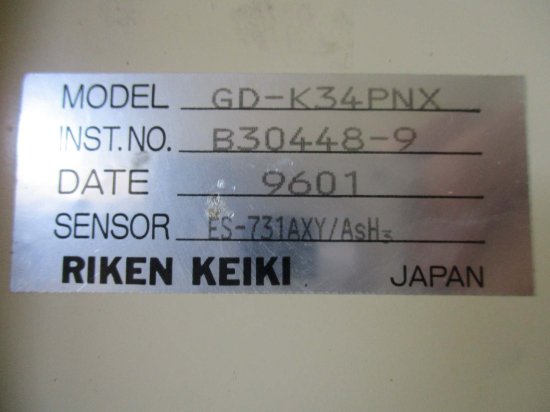 MODEL GD-K34PNX
INST.NO. B30448-9
DATE 9601
SENSOR ES-731AXY/AsH₃
RIKEN KEIKI JAPAN